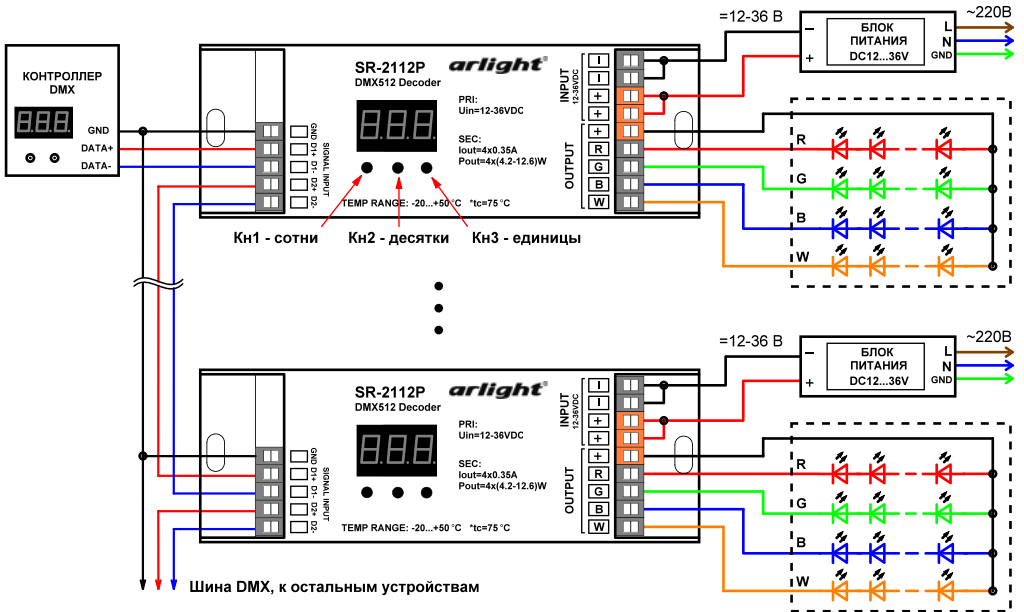 =12-36 В
~220В
БЛОК
ПИТАНИЯ
DC12...36V
–
+
L
N
GND
КОНТРОЛЛЕР
DMX
GND
DATA+
DATA-
SR-2112P
arlight®
DMX512 Decoder
PRI:
Uin=12-36VDC
SEC:
Iout=4x0.35A
Pout=4x(4.2-12.6)W
TEMP RANGE: -20...+50 °C *tc=75 °C
GND
D1+
D1-
D2+
D2-
SIGNAL INPUT
INPUT
12-36VDC
OUTPUT
I
I
+
+
+
R
G
B
W
R
G
B
W
Кн1 - сотни
Кн2 - десятки
Кн3 - единицы
=12-36 В
~220В
БЛОК
ПИТАНИЯ
DC12...36V
–
+
L
N
GND
SR-2112P
arlight®
DMX512 Decoder
PRI:
Uin=12-36VDC
SEC:
Iout=4x0.35A
Pout=4x(4.2-12.6)W
TEMP RANGE: -20...+50 °C *tc=75 °C
GND
D1+
D1-
D2+
D2-
SIGNAL INPUT
INPUT
12-36VDC
OUTPUT
I
I
+
+
+
R
G
B
W
R
G
B
W
Шина DMX, к остальным устройствам